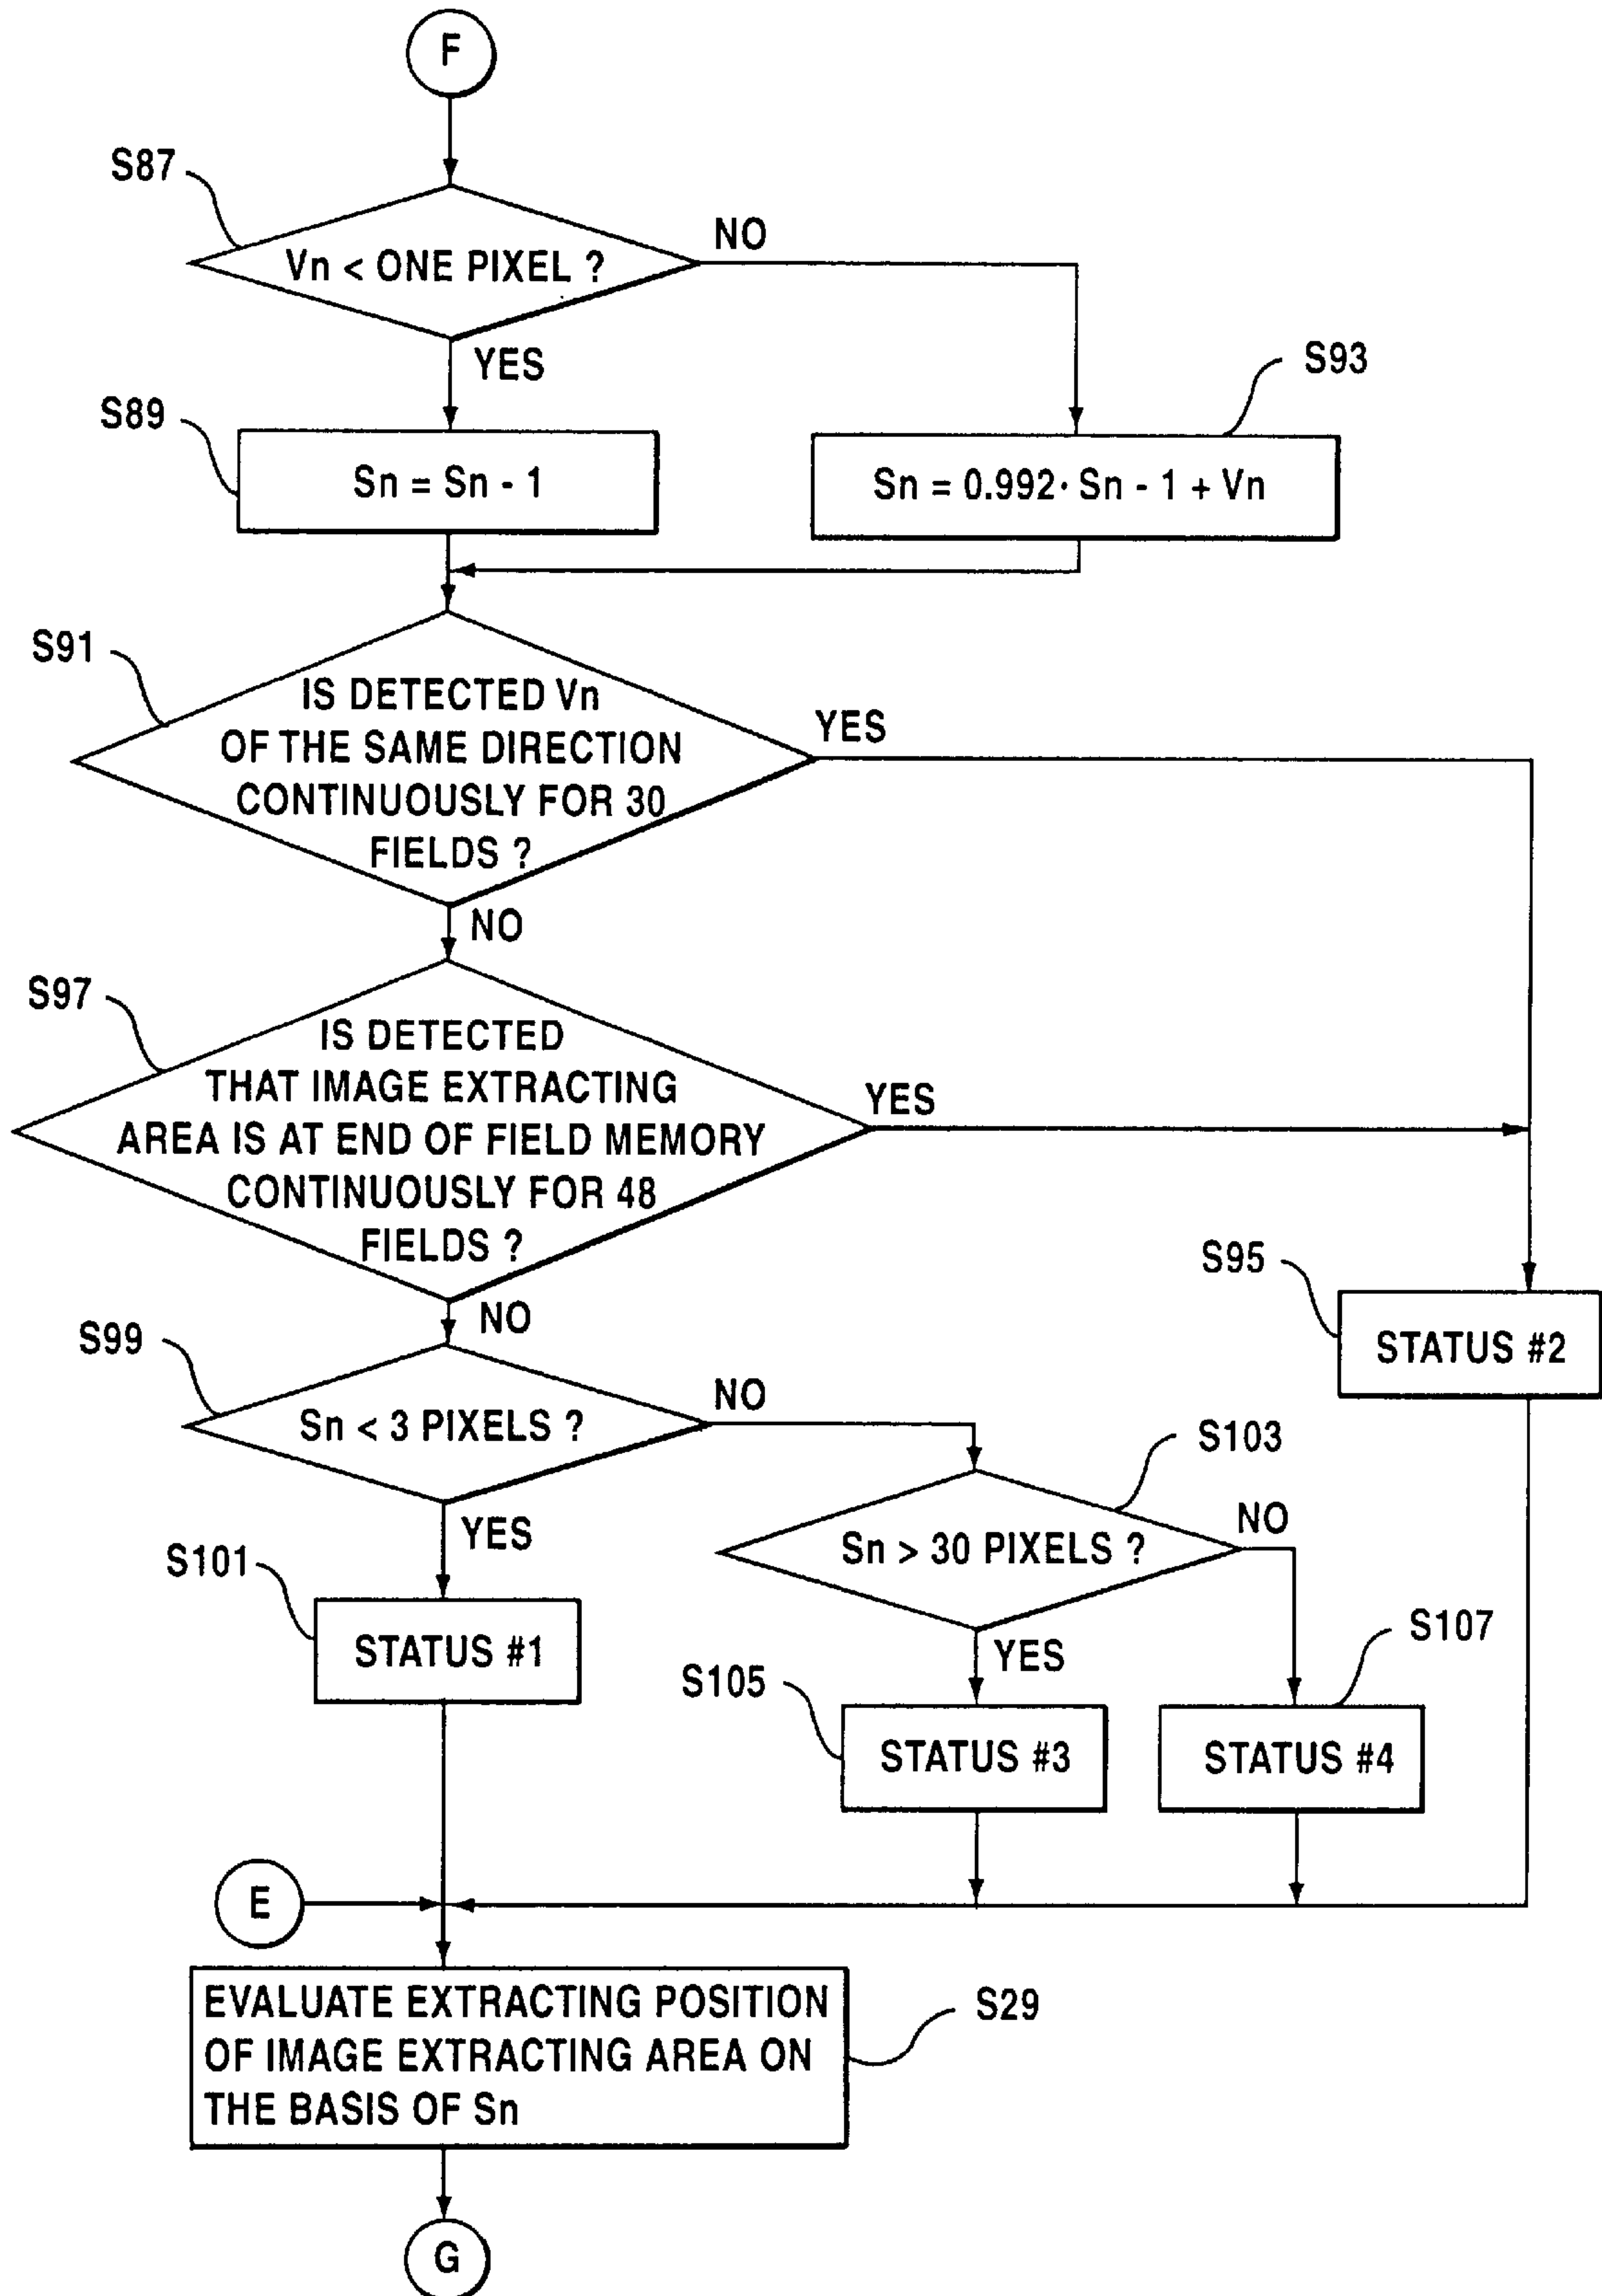 F
S87
Vn < ONE PIXEL ?
NO
YES
S93
S89
Sn = Sn - 1
Sn = 0.992· Sn - 1 + Vn
S91
IS DETECTED Vn
OF THE SAME DIRECTION
CONTINUOUSLY FOR 30
FIELDS ?
YES
NO
S97
IS DETECTED
THAT IMAGE EXTRACTING
AREA IS AT END OF FIELD MEMORY
CONTINUOUSLY FOR 48
FIELDS ?
YES
NO
S95
STATUS #2
S99
Sn < 3 PIXELS ?
NO
YES
S103
Sn > 30 PIXELS ?
NO
YES
S101
STATUS #1
S107
S105
STATUS #3
STATUS #4
E
EVALUATE EXTRACTING POSITION
OF IMAGE EXTRACTING AREA ON
THE BASIS OF Sn
S29
G